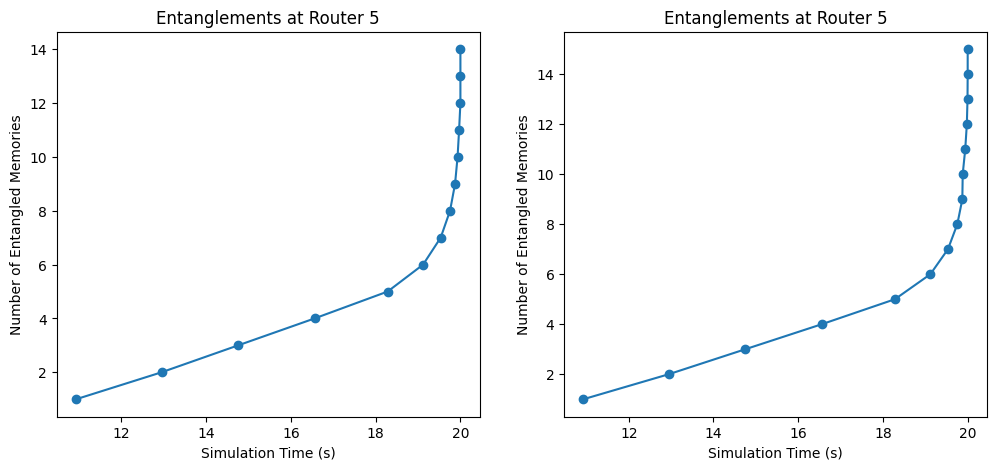 Entanglements at Router 5
Number of Entangled Memories
14
12
10
8
6
4
2
12 14 16 18 20
Simulation Time (s)
Entanglements at Router 5
Number of Entangled Memories
14
12
10
8
6
4
2
12 14 16 18 20
Simulation Time (s)